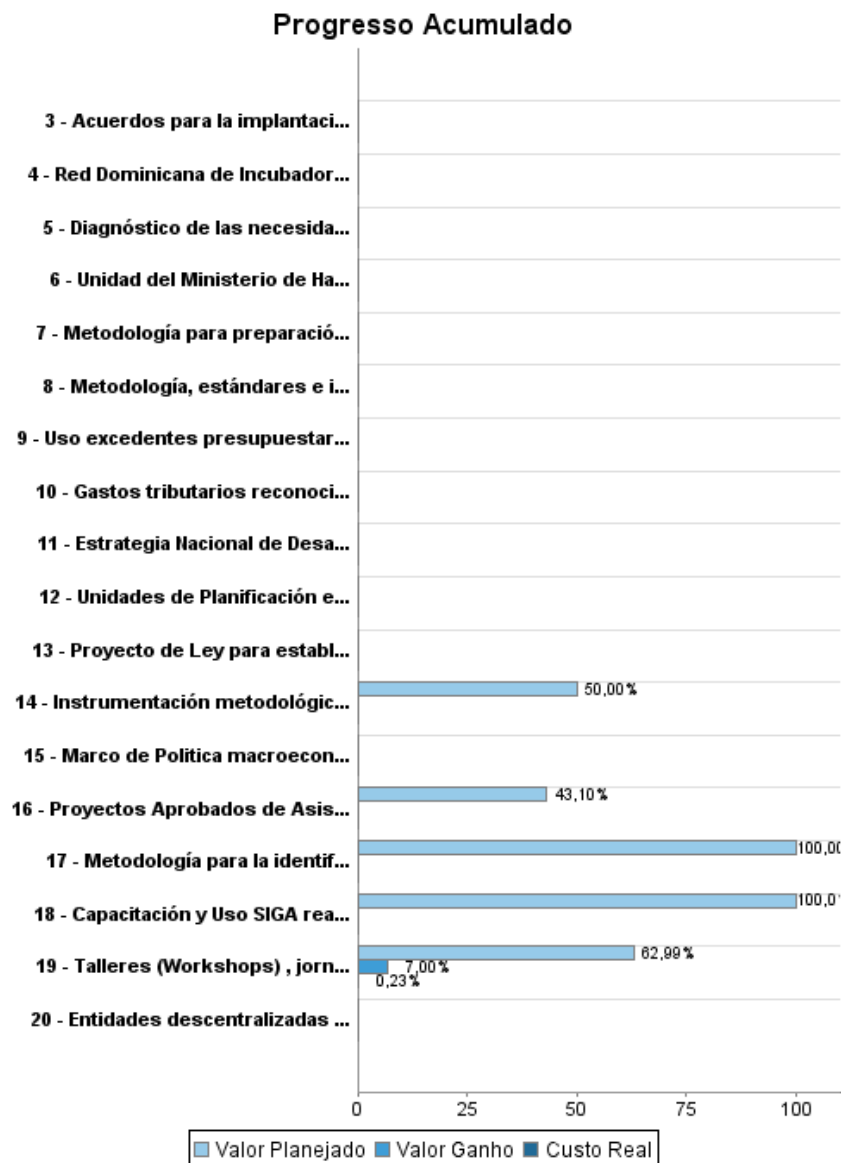 Progresso Acumulado
3 - Acuerdos para la implantaci...
4 - Red Dominicana de Incubador...
5 - Diagnóstico de las necesida...
6 - Unidad del Ministerio de Ha...
7 - Metodología para preparació...
8 - Metodología, estándares e i...
9 - Uso excedentes presupuestar...
10 - Gastos tributarios reconoci...
11 - Estrategia Nacional de Desa...
12 - Unidades de Planificación e...
13 - Proyecto de Ley para establ...
50,00%
14 - Instrumentación metodológic...
15 - Marco de Politica macroecon...
43,10%
16 - Proyectos Aprobados de Asis...
100,00
17 - Metodología para la identif...
100,0
18 - Capacitación y Uso SIGA rea...
62,99%
19 - Talleres (Workshops) , jorn...
7,00%
0,23%
20 - Entidades descentralizadas ...
0 25 50 75 100
Valor Planejado Valor Ganho Custo Real